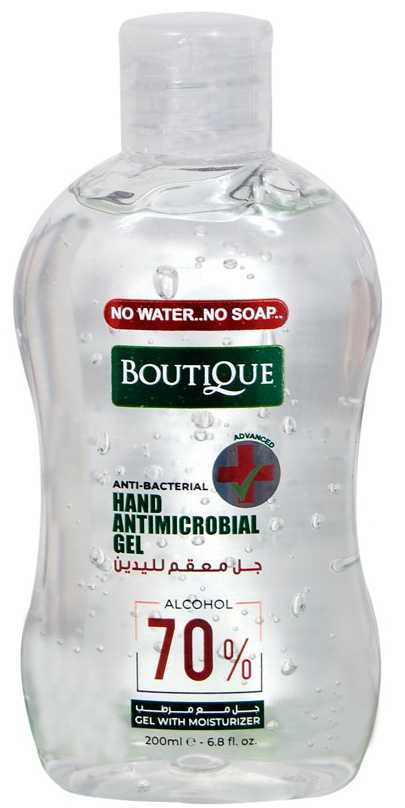 NO WATER..NO SOAP..
BOUTIQUE
ADVANCED
ANTI-BACTERIAL
HAND
ANTIMICROBIAL
GEL
جل معقم لليدين
ALCOHOL
70%
جل مع مرطب
GEL WITH MOISTURIZER
200ml ℮ - 6.8 fl. oz.